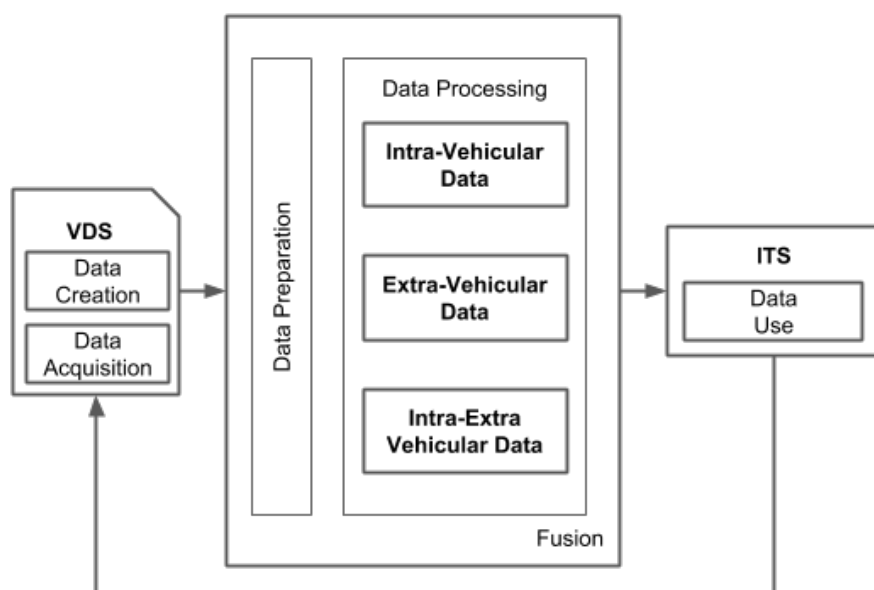 VDS
Data
Creation
Data
Acquisition
Data Preparation
Data Processing
Intra-Vehicular
Data
Extra-Vehicular
Data
Intra-Extra
Vehicular Data
Fusion
ITS
Data
Use